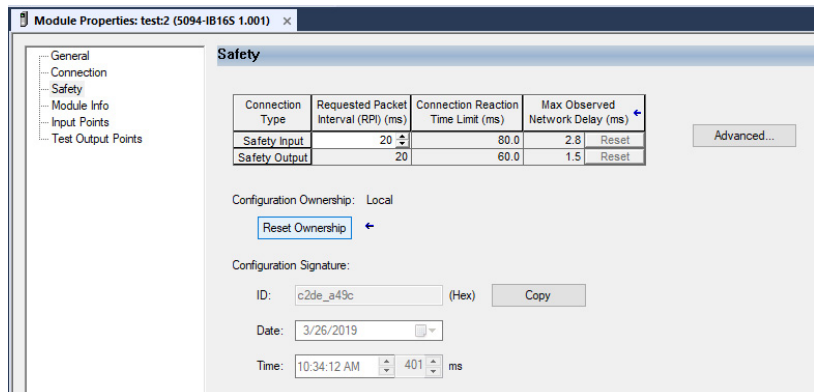 Module Properties: test:2 (5094-IB16S 1.001) ×
General
Connection
Safety
Module Info
Input Points
Test Output Points
Safety
Connection Type Requested Packet Interval (RPI) (ms) Connection Reaction Time Limit (ms) Max Observed Network Delay (ms)
Safety Input 20 80.0 2.8 Reset
Safety Output 20 60.0 1.5 Reset
Advanced...
Configuration Ownership: Local
Reset Ownership
Configuration Signature:
ID: c2de_a49c (Hex) Copy
Date: 3/26/2019
Time: 10:34:12 AM 401 ms